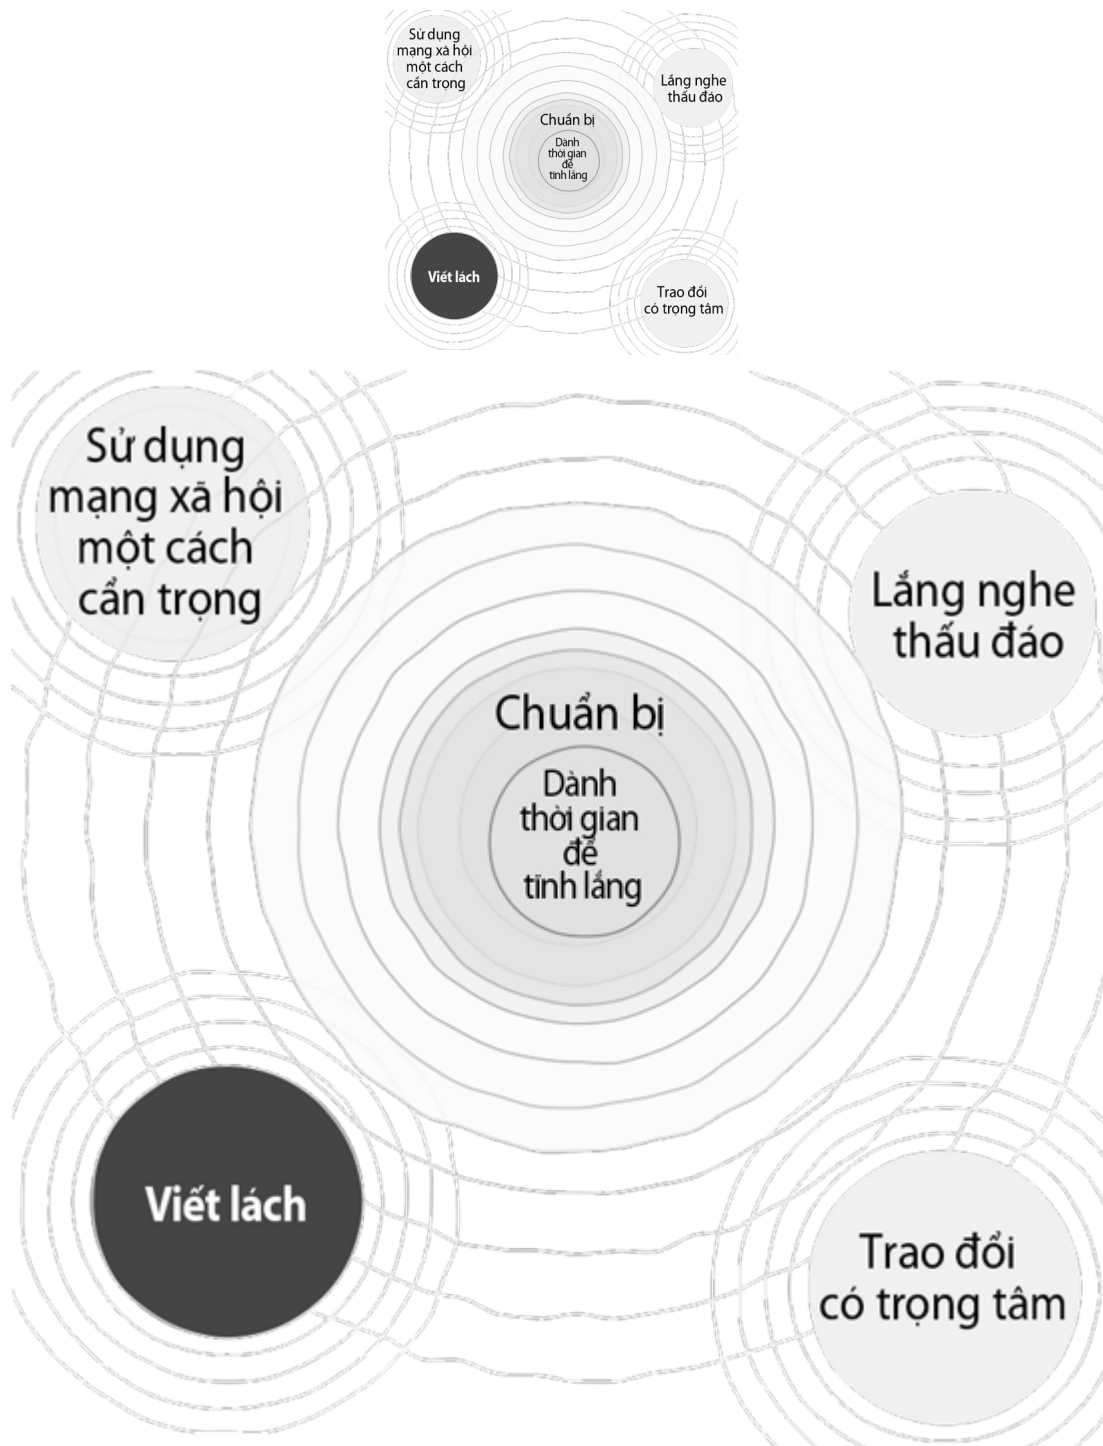 Sử dụng
mạng xã hội
một cách
cẩn trọng
Lắng nghe
thấu đáo
Chuẩn bị
Dành
thời gian
để
tĩnh lặng
Viết lách
Trao đổi
có trọng tâm
Sử dụng
mạng xã hội
một cách
cẩn trọng
Lắng nghe
thấu đáo
Chuẩn bị
Dành
thời gian
để
tĩnh lắng
Viết lách
Trao đổi
có trọng tâm